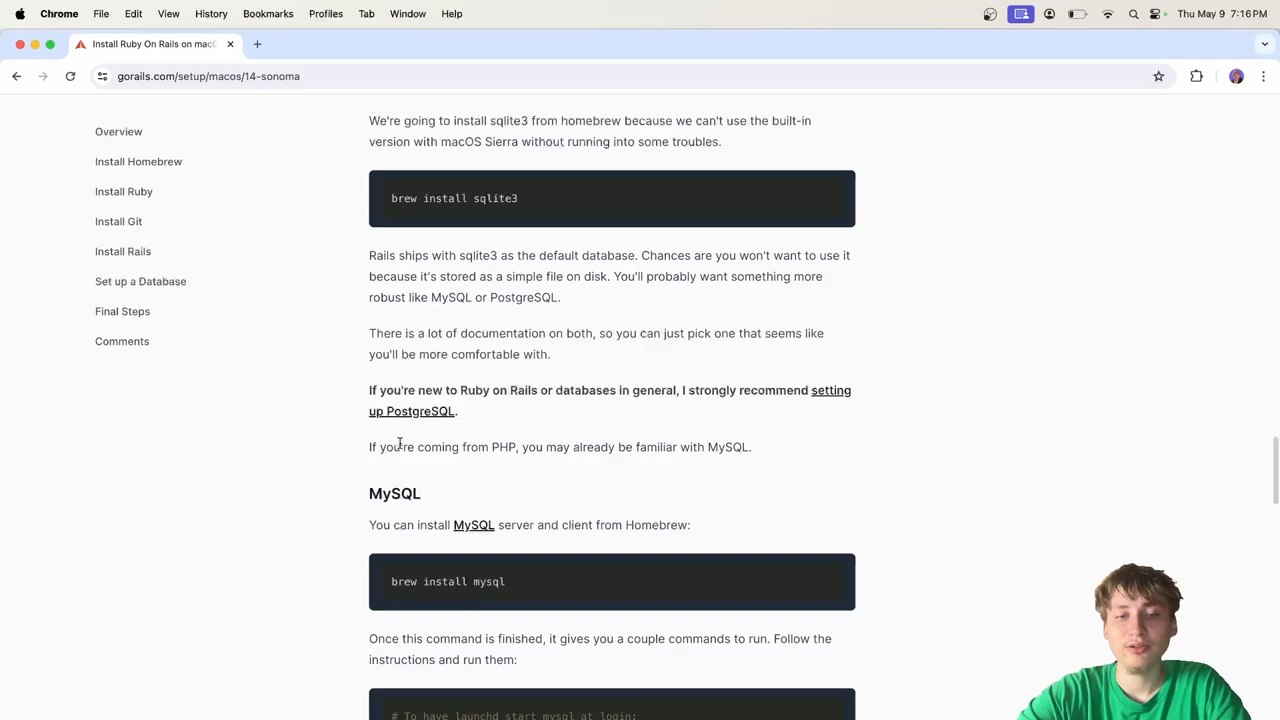 Chrome File Edit View History Bookmarks Profiles Tab Window Help Thu May 9 7:16 PM
Install Ruby On Rails on mac
gorails.com/setup/macos/14-sonoma
Overview
Install Homebrew
Install Ruby
Install Git
Install Rails
Set up a Database
Final Steps
Comments
We're going to install sqlite3 from homebrew because we can't use the built-in
version with macOS Sierra without running into some troubles.
brew install sqlite3
Rails ships with sqlite3 as the default database. Chances are you won't want to use it
because it's stored as a simple file on disk. You'll probably want something more
robust like MySQL or PostgreSQL.
There is a lot of documentation on both, so you can just pick one that seems like
you'll be more comfortable with.
If you're new to Ruby on Rails or databases in general, I strongly recommend setting
up PostgreSQL.
If you're coming from PHP, you may already be familiar with MySQL.
MySQL
You can install MySQL server and client from Homebrew:
brew install mysql
Once this command is finished, it gives you a couple commands to run. Follow the
instructions and run them:
# To have launchd start mysql at login: